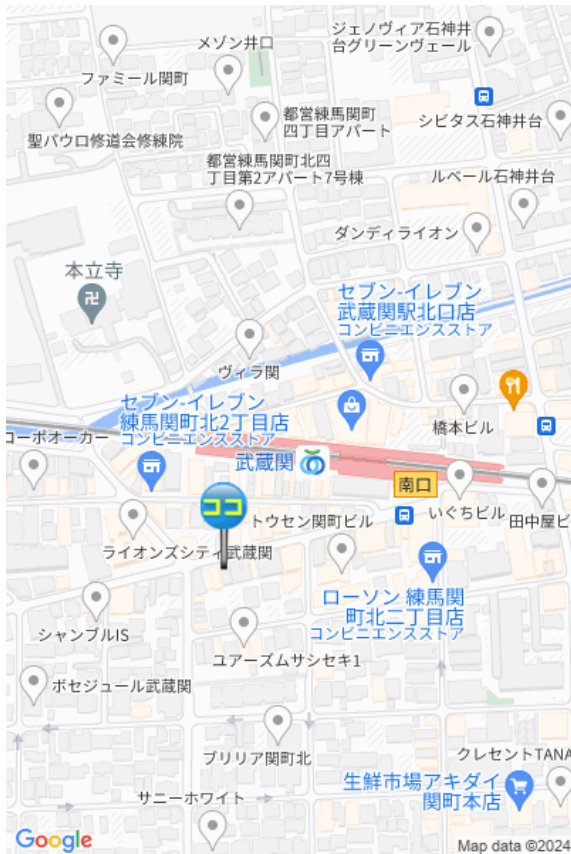 ジェノヴィア石神井
台グリーンヴェール
メゾン井口
ファミール関町
都営練馬関町
四丁目アパート
シビタス石神井台
聖パウロ修道会修練院
都営練馬関町北四
丁目第2アパート7号棟
ルベール石神井台
ダンディライオン
本立寺
卍
セブン-イレブン
武蔵関駅北口店
コンビニエンスストア
ヴィラ関
セブン-イレブン
練馬関町北2丁目店
コンビニエンスストア
橋本ビル
コーポオーカー
武蔵関
南口
ココ
トウセン関町ビル
いぐちビル
田中屋ビ
ライオンズシティ武蔵関
ローソン 練馬関
町北二丁目店
コンビニエンスストア
シャンブルIS
ユアーズムサシセキ1
ボセジュール武蔵関
ブリリア関町北
クレセントTANA
生鮮市場アキダイ
関町本店
サニーホワイト
Google
Map data ©2024